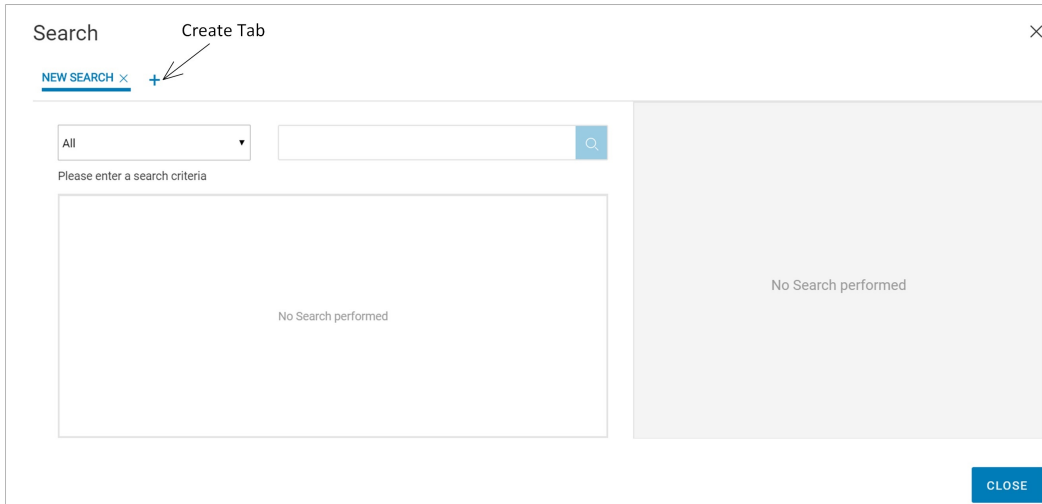 Search
Create Tab
NEW SEARCH
All
Please enter a search criteria
No Search performed
No Search performed
CLOSE